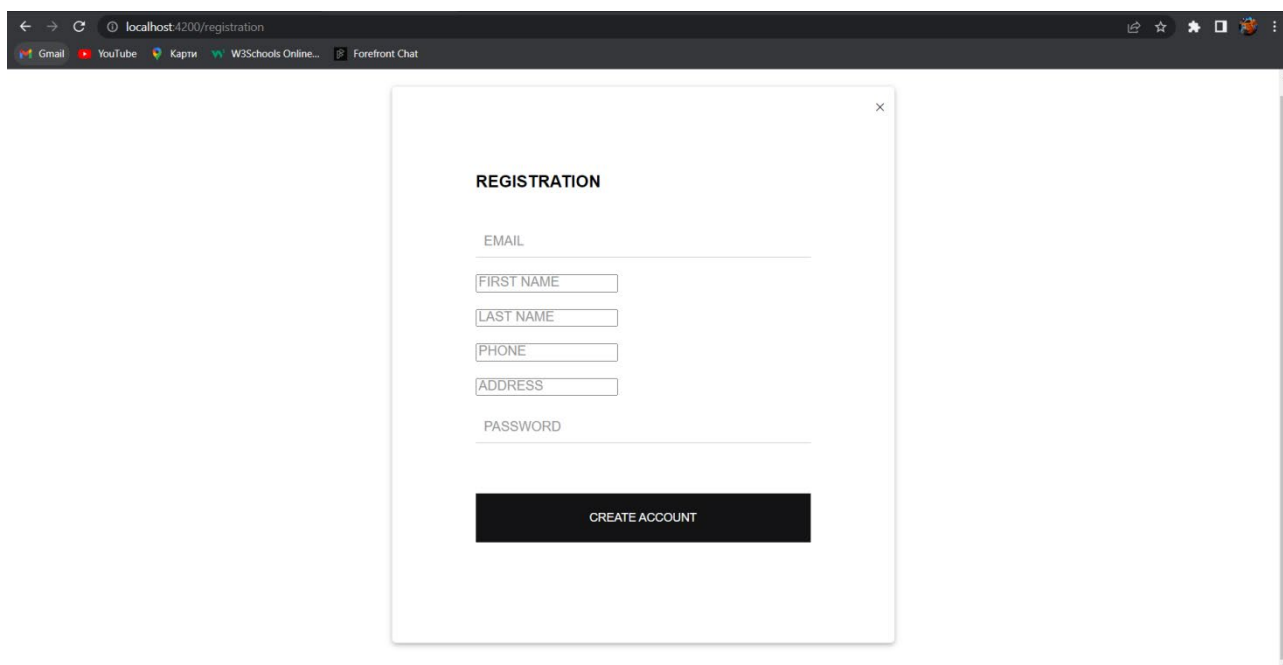 localhost:4200/registration
Gmail YouTube Карти W3Schools Online... Forefront Chat
REGISTRATION
EMAIL
FIRST NAME
LAST NAME
PHONE
ADDRESS
PASSWORD
CREATE ACCOUNT